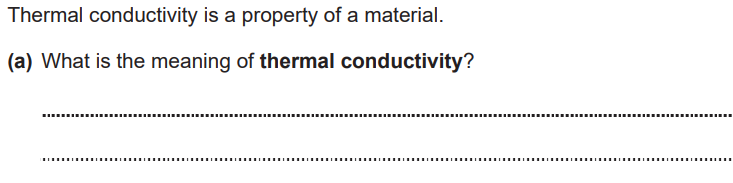 Thermal conductivity is a property of a material.
(a) What is the meaning of thermal conductivity?